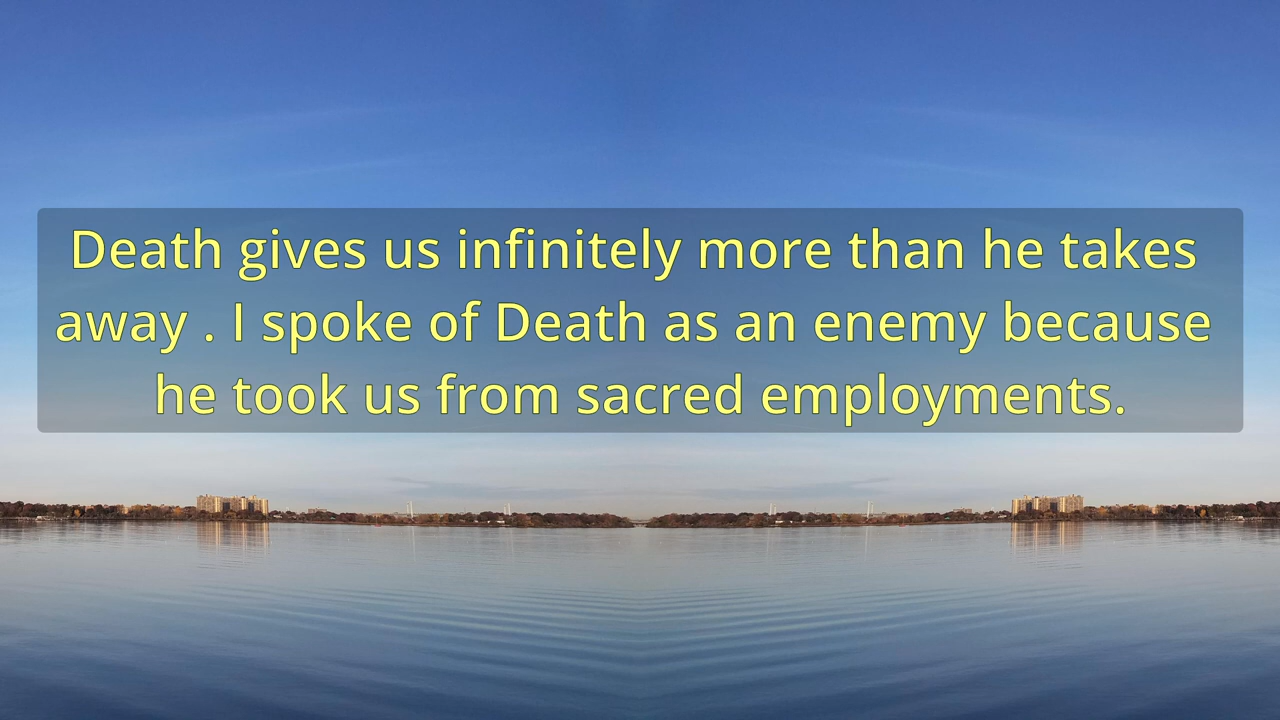 Death gives us infinitely more than he takes
away . I spoke of Death as an enemy because
he took us from sacred employments.